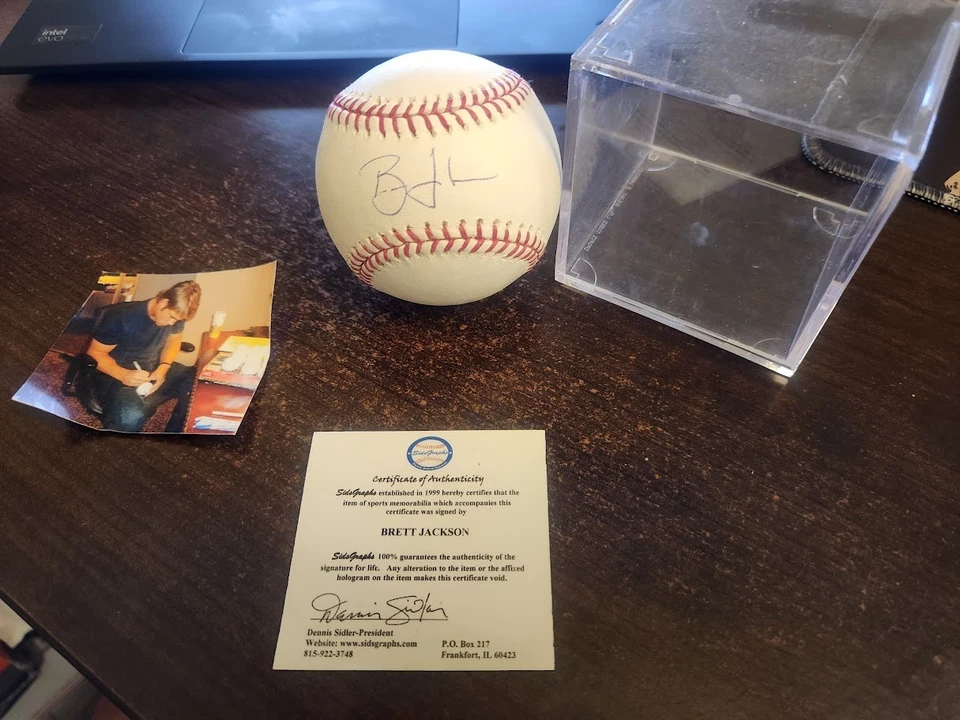 intel
evo
SidsGraphs
Certificate of Authenticity
SidsGraphs established in 1999 hereby certifies that the
item of sports memorabilia which accompanies this
certificate was signed by
BRETT JACKSON
SidsGraphs 100% guarantees the authenticity of the
signature for life. Any alteration to the item or the affixed
hologram on the item makes this certificate void.
Dennis Sidler
Dennis Sidler-President
Website: www.sidsgraphs.com P.O. Box 217
815-922-3748 Frankfort, IL 60423